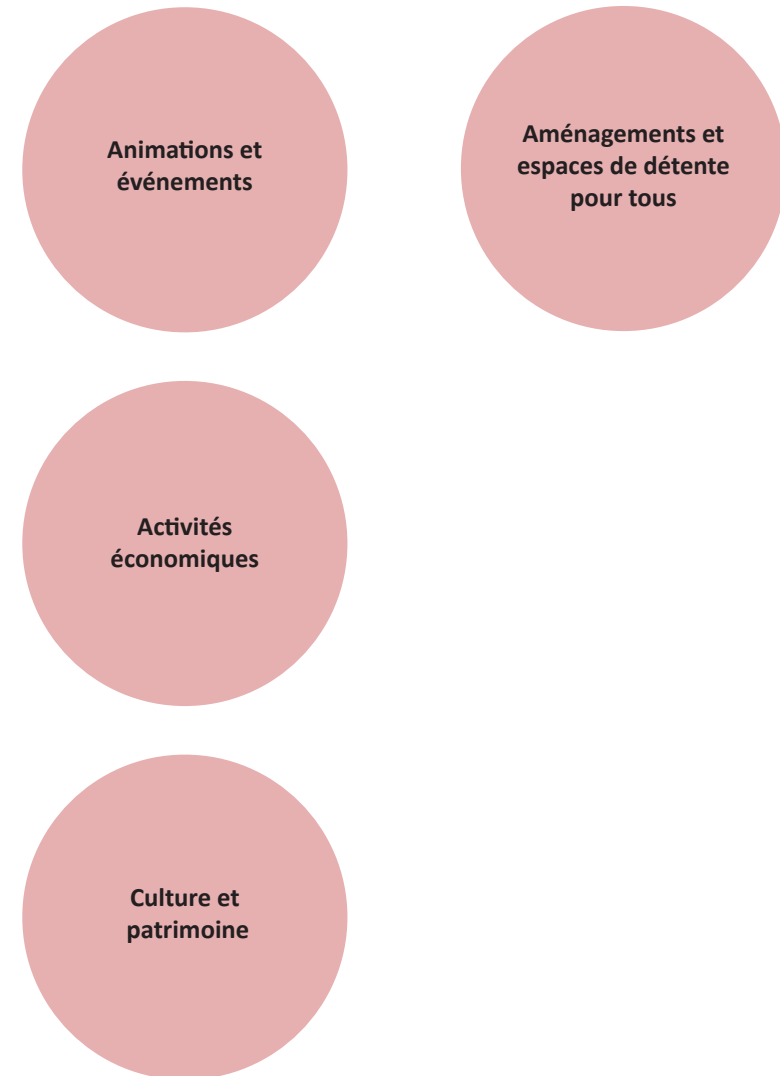 Animations et
événements
Aménagements et
espaces de détente
pour tous
Activités
économiques
Culture et
patrimoine